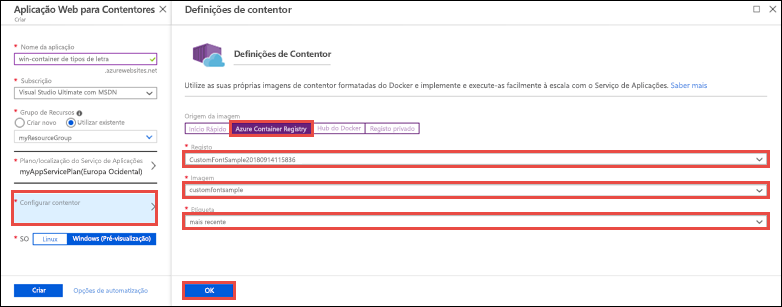 Aplicação Web para Contentores
Criar
* Nome da aplicação
win-container de tipos de letra
.azurewebsites.net
* Subscrição
Visual Studio Ultimate com MSDN
* Grupo de Recursos
Criar novo
Utilizar existente
myResourceGroup
* Plano/localização do Serviço de Aplicações
myAppServicePlan(Europa Ocidental)
* Configurar contentor
* SO
Linux
Windows (Pré-visualização)
Criar
Opções de automatização
Definições de contentor
Definições de Contentor
Utilize as suas próprias imagens de contentor formatadas do Docker e implemente e execute-as facilmente à escala com o Serviço de Aplicações. Saber mais
Origem da imagem
Início Rápido
Azure Container Registry
Hub do Docker
Registo privado
* Registo
CustomFontSample20180914115836
* Imagem
customfontsample
* Etiqueta
mais recente
OK